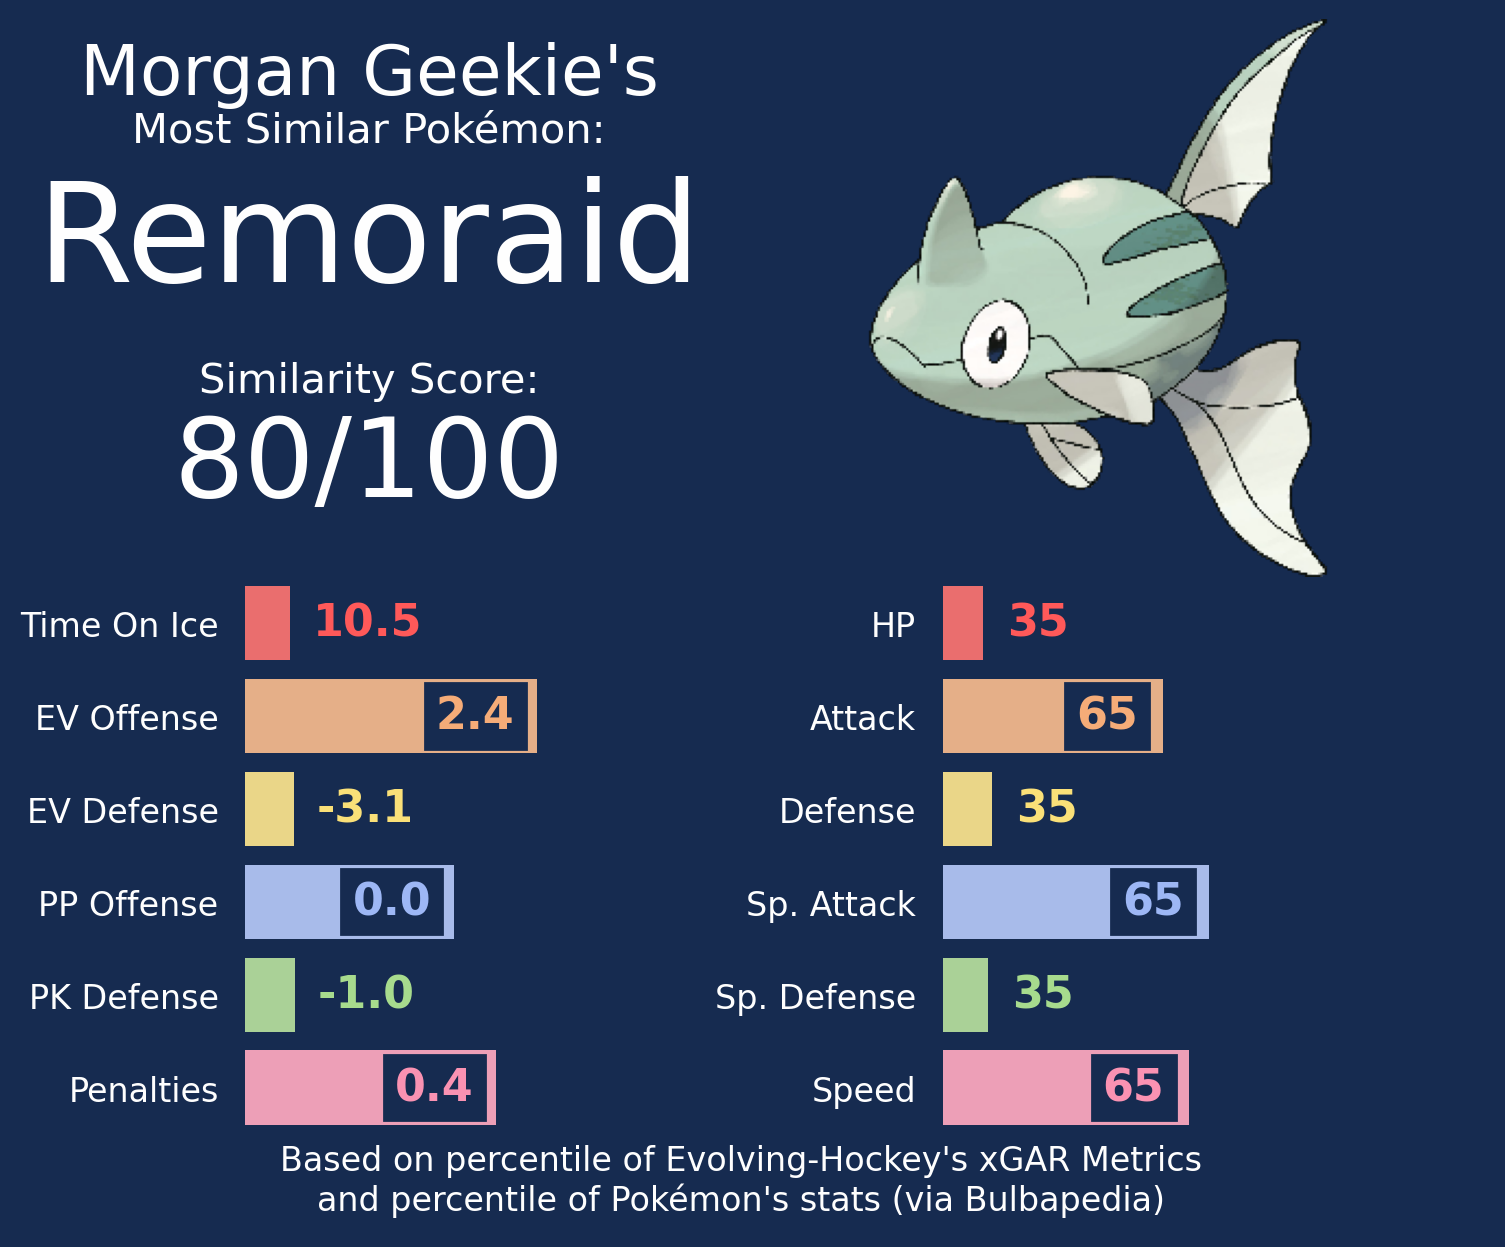 Morgan Geekie's
Most Similar Pokémon:
Remoraid
Similarity Score:
80/100
Time On Ice 10.5
EV Offense 2.4
EV Defense -3.1
PP Offense 0.0
PK Defense -1.0
Penalties 0.4
HP 35
Attack 65
Defense 35
Sp. Attack 65
Sp. Defense 35
Speed 65
Based on percentile of Evolving-Hockey's xGAR Metrics
and percentile of Pokémon's stats (via Bulbapedia)